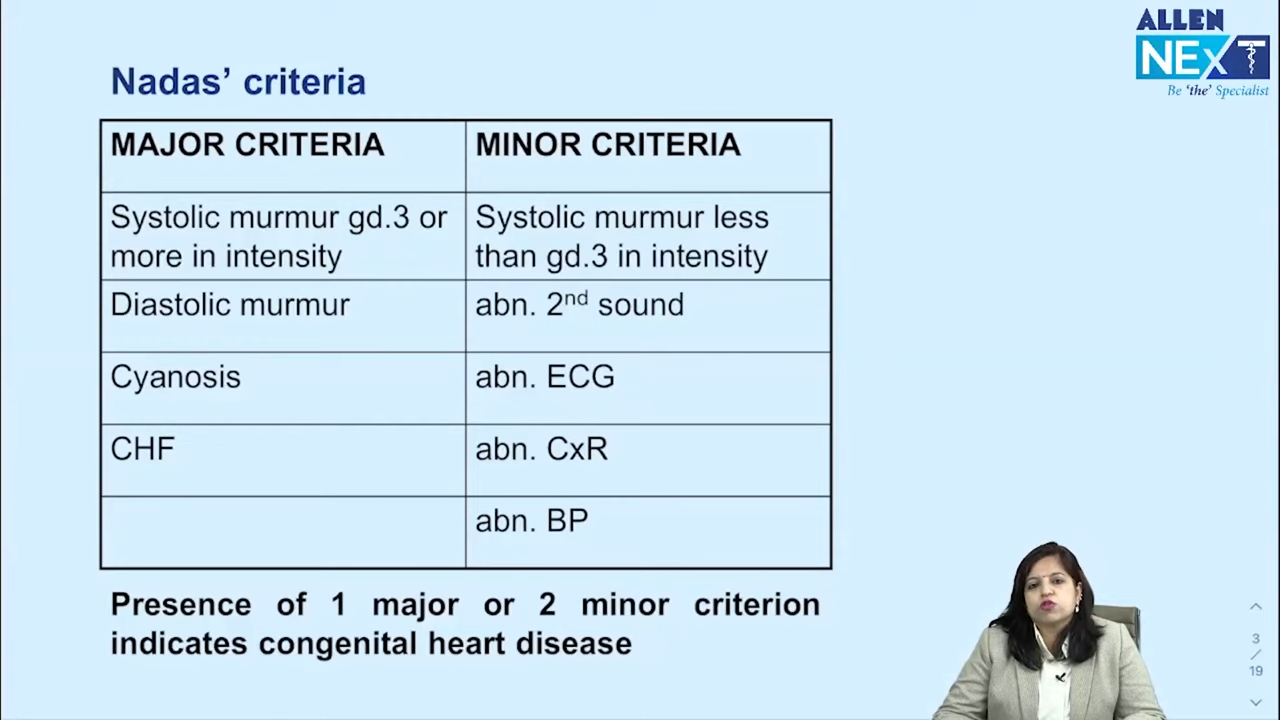 ALLEN
NEXT
Be 'the' Specialist
Nadas' criteria
MAJOR CRITERIA
MINOR CRITERIA
Systolic murmur gd.3 or
more in intensity
Systolic murmur less
than gd.3 in intensity
Diastolic murmur
abn. 2nd sound
Cyanosis
abn. ECG
CHF
abn. CxR
abn. BP
Presence of 1 major or 2 minor criterion
indicates congenital heart disease
3
/
19